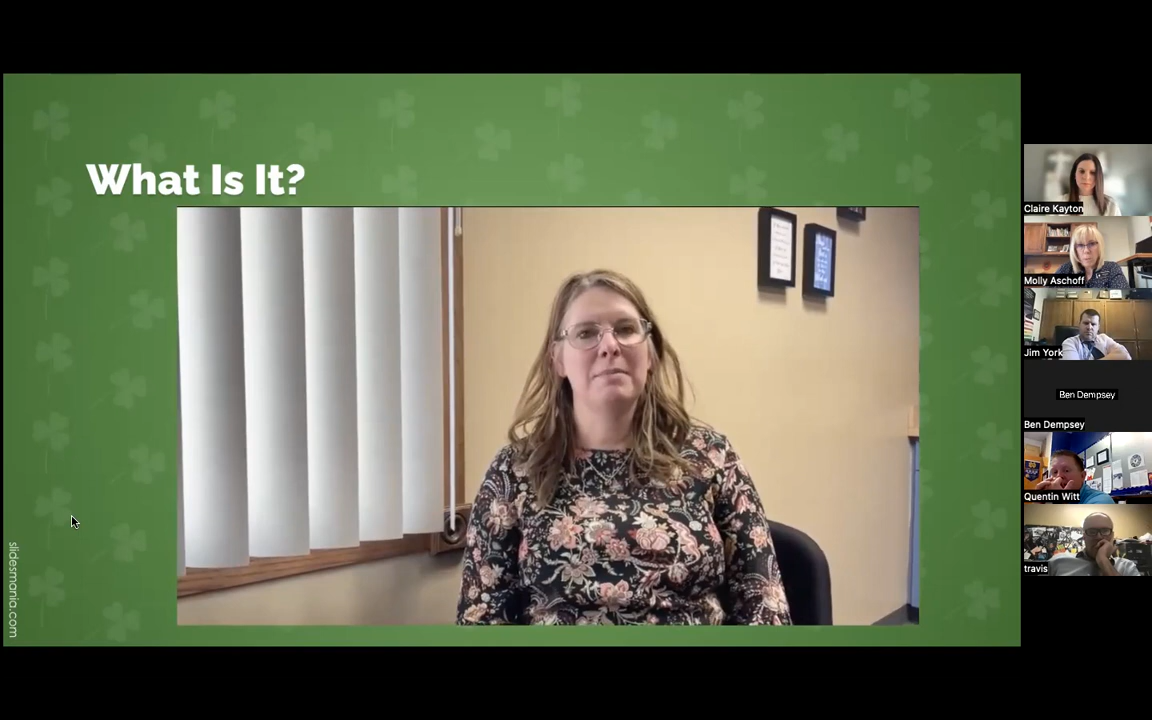 What Is It?
slidesmania.com
Claire Kayton
Molly Aschoff
Jim York
Ben Dempsey
Ben Dempsey
Quentin Witt
travis